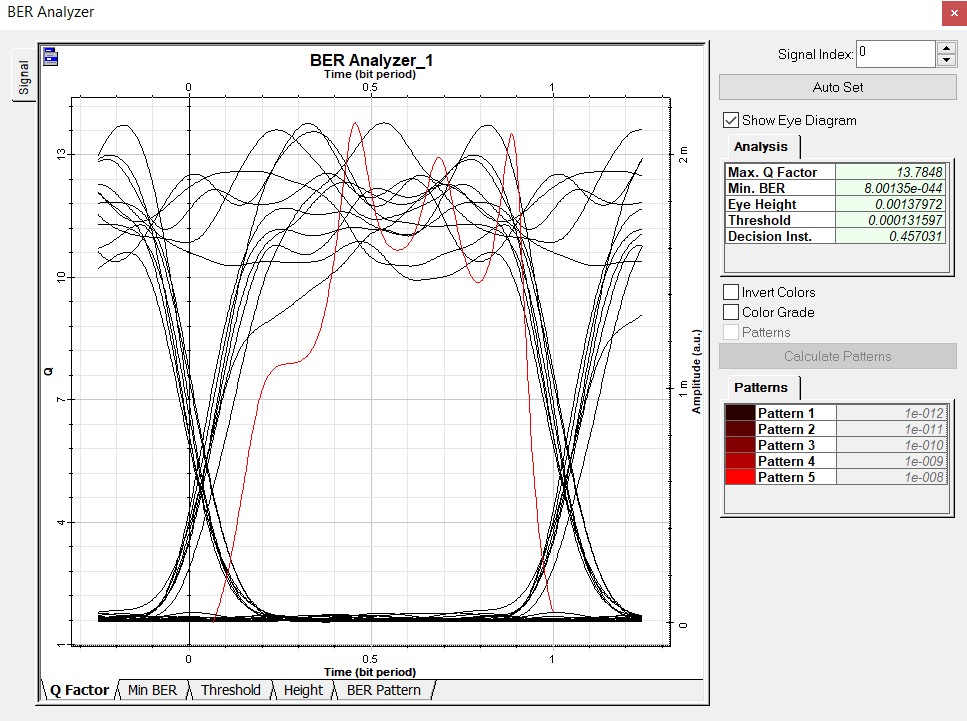 BER Analyzer
×
Signal
BER Analyzer_1
Time (bit period)
0 0.5 1
13
10
7
4
1
Q
2 m
1 m
0
Amplitude (a.u.)
0 0.5 1
Time (bit period)
Q Factor Min BER Threshold Height BER Pattern
Signal Index: 0
Auto Set
Show Eye Diagram
Analysis
Max. Q Factor 13.7848
Min. BER 8.00135e-044
Eye Height 0.00137972
Threshold 0.000131597
Decision Inst. 0.457031
Invert Colors
Color Grade
Patterns
Calculate Patterns
Patterns
Pattern 1 1e-012
Pattern 2 1e-011
Pattern 3 1e-010
Pattern 4 1e-009
Pattern 5 1e-008